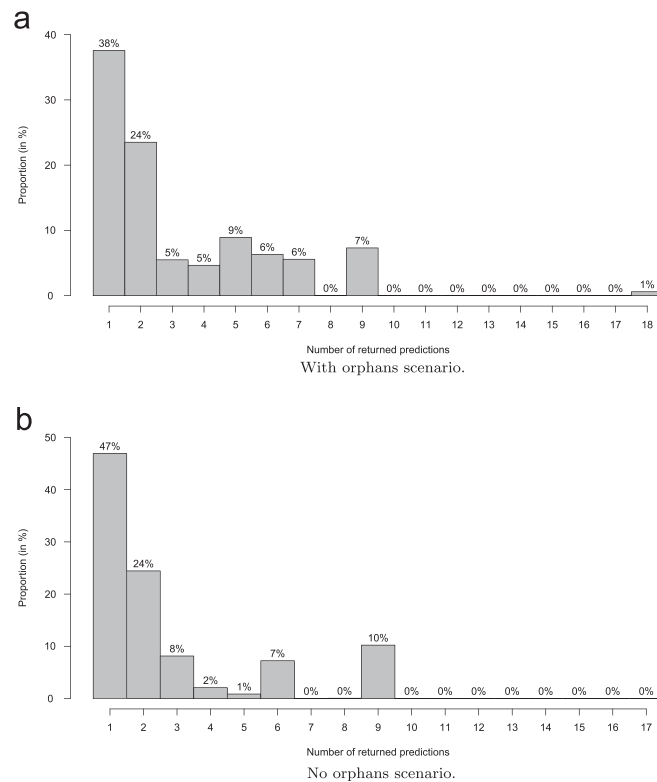 a
40
30
20
10
0
Proportion (in %)
38% 24% 5% 5% 9% 6% 6% 0% 7% 0% 0% 0% 0% 0% 0% 0% 0% 1%
1 2 3 4 5 6 7 8 9 10 11 12 13 14 15 16 17 18
Number of returned predictions
With orphans scenario.
b
50
40
30
20
10
0
Proportion (in %)
47% 24% 8% 2% 1% 7% 0% 0% 10% 0% 0% 0% 0% 0% 0% 0% 0%
1 2 3 4 5 6 7 8 9 10 11 12 13 14 15 16 17
Number of returned predictions
No orphans scenario.